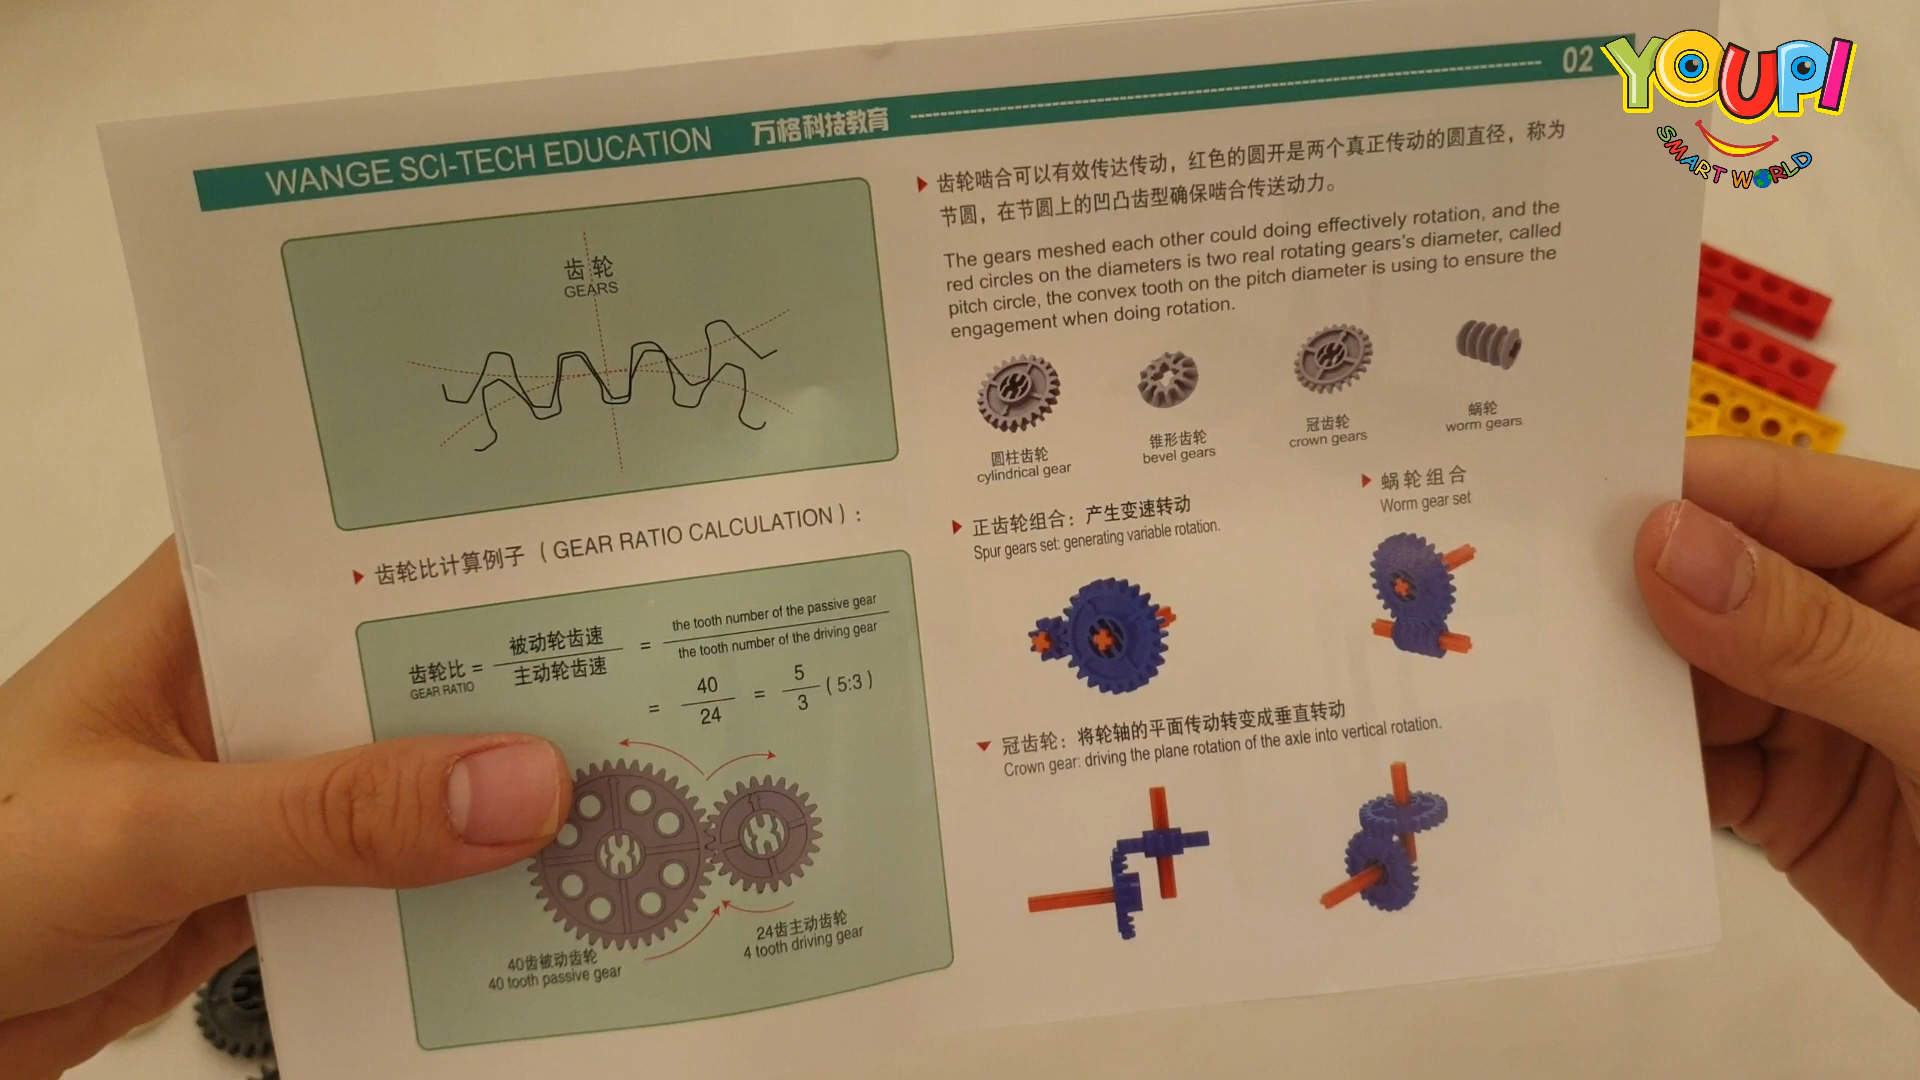 YOUPI
SMART WORLD
WANGE SCI-TECH EDUCATION 万格科技教育 02
齿轮
GEARS
齿轮比计算例子 ( GEAR RATIO CALCULATION ) :
齿轮比 = 被动轮齿速 / 主动轮齿速 = the tooth number of the passive gear / the tooth number of the driving gear
GEAR RATIO
= 40/24 = 5/3 ( 5:3 )
40齿被动齿轮
40 tooth passive gear
24齿主动齿轮
4 tooth driving gear
齿轮啮合可以有效传达传动，红色的圆开是两个真正传动的圆直径，称为
节圆，在节圆上的凹凸齿型确保啮合传送动力。
The gears meshed each other could doing effectively rotation, and the
red circles on the diameters is two real rotating gears's diameter, called
pitch circle, the convex tooth on the pitch diameter is using to ensure the
engagement when doing rotation.
圆柱齿轮
cylindrical gear
锥形齿轮
bevel gears
冠齿轮
crown gears
蜗轮
worm gears
正齿轮组合：产生变速转动
Spur gears set: generating variable rotation.
蜗轮组合
Worm gear set
冠齿轮：将轮轴的平面传动转变成垂直转动
Crown gear: driving the plane rotation of the axle into vertical rotation.